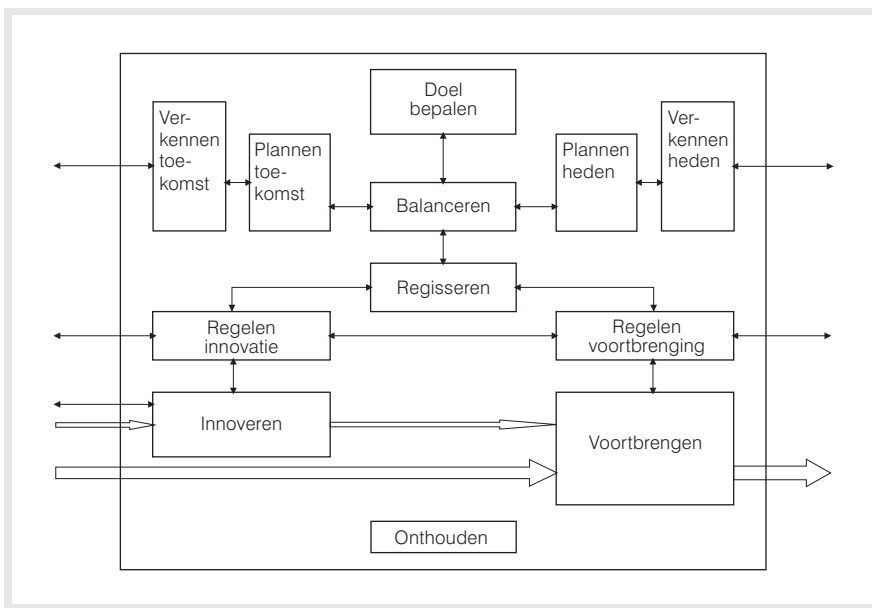 Doel
bepalen
Ver-
kennen
toe-
komst
Plannen
toe-
komst
Balanceren
Plannen
heden
Ver-
kennen
heden
Regisseren
Regelen
innovatie
Regelen
voortbrenging
Innoveren
Voortbrengen
Onthouden